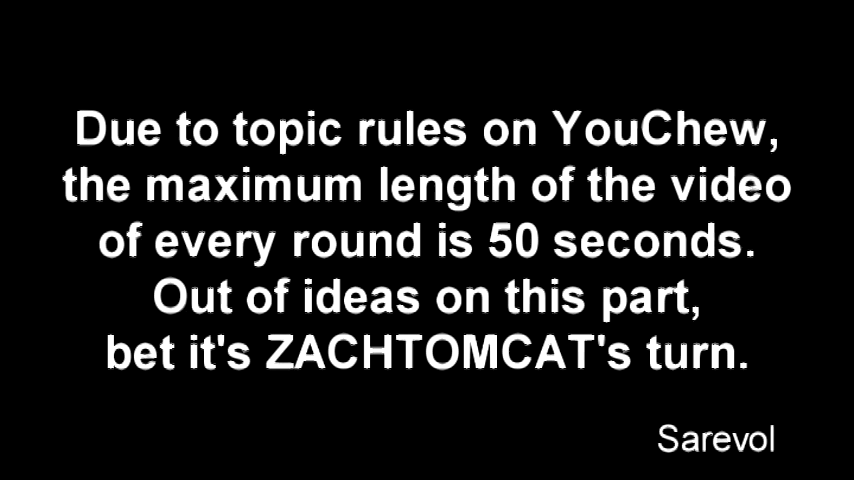 Due to topic rules on YouChew,
the maximum length of the video
of every round is 50 seconds.
Out of ideas on this part,
bet it's ZACHTOMCAT's turn.
Sarevol